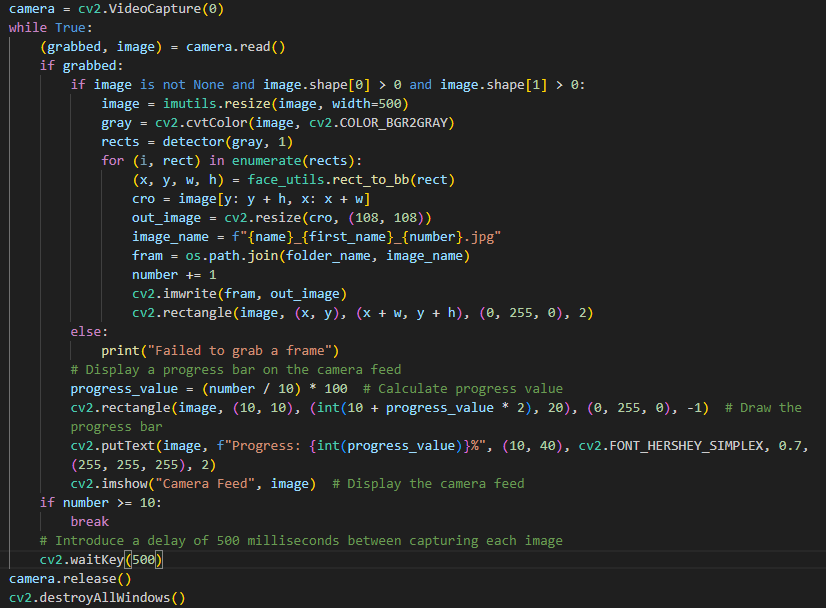 camera = cv2.VideoCapture(0)
while True:
    (grabbed, image) = camera.read()
    if grabbed:
        if image is not None and image.shape[0] > 0 and image.shape[1] > 0:
            image = imutils.resize(image, width=500)
            gray = cv2.cvtColor(image, cv2.COLOR_BGR2GRAY)
            rects = detector(gray, 1)
            for (i, rect) in enumerate(rects):
                (x, y, w, h) = face_utils.rect_to_bb(rect)
                cro = image[y: y + h, x: x + w]
                out_image = cv2.resize(cro, (108, 108))
                image_name = f"{name}_{first_name}_{number}.jpg"
                fram = os.path.join(folder_name, image_name)
                number += 1
                cv2.imwrite(fram, out_image)
                cv2.rectangle(image, (x, y), (x + w, y + h), (0, 255, 0), 2)
        else:
            print("Failed to grab a frame")
        # Display a progress bar on the camera feed
        progress_value = (number / 10) * 100  # Calculate progress value
        cv2.rectangle(image, (10, 10), (int(10 + progress_value * 2), 20), (0, 255, 0), -1)  # Draw the
        progress bar
        cv2.putText(image, f"Progress: {int(progress_value)}%", (10, 40), cv2.FONT_HERSHEY_SIMPLEX, 0.7,
        (255, 255, 255), 2)
        cv2.imshow("Camera Feed", image)  # Display the camera feed
    if number >= 10:
        break
    # Introduce a delay of 500 milliseconds between capturing each image
    cv2.waitKey(500)
camera.release()
cv2.destroyAllWindows()